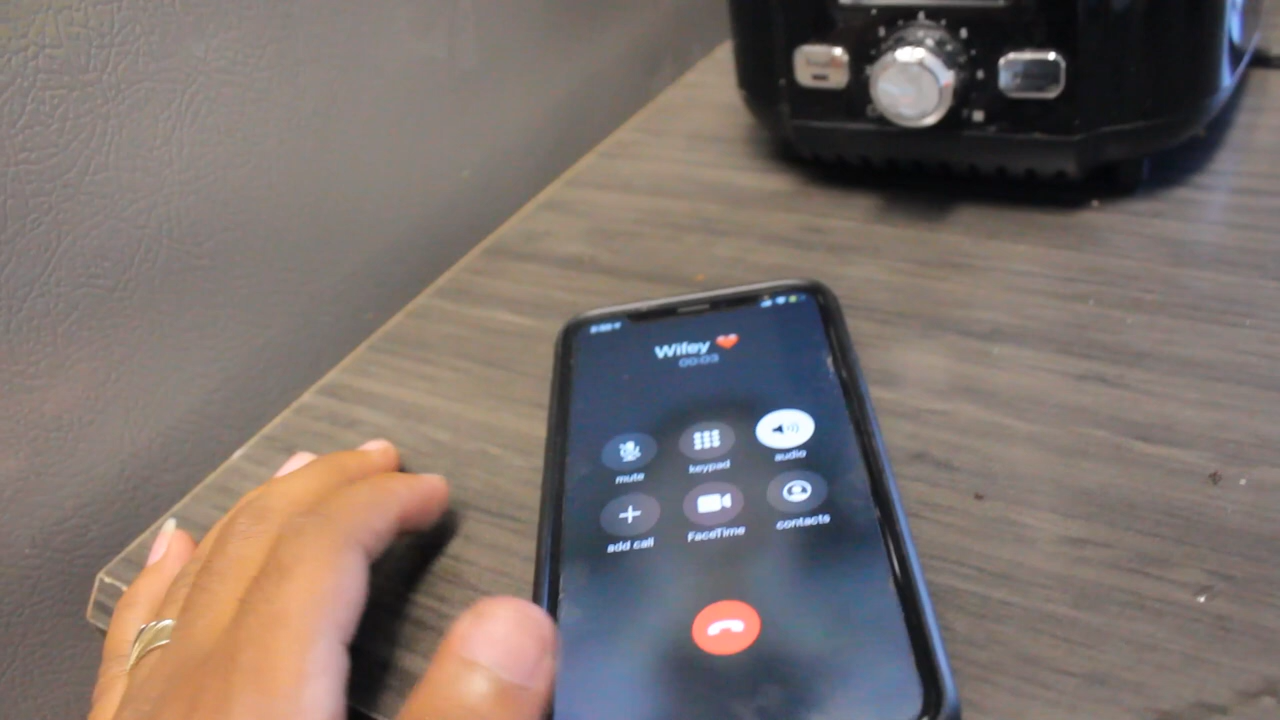 Wifey ❤️
00:03
mute
keypad
audio
add call
FaceTime
contacts